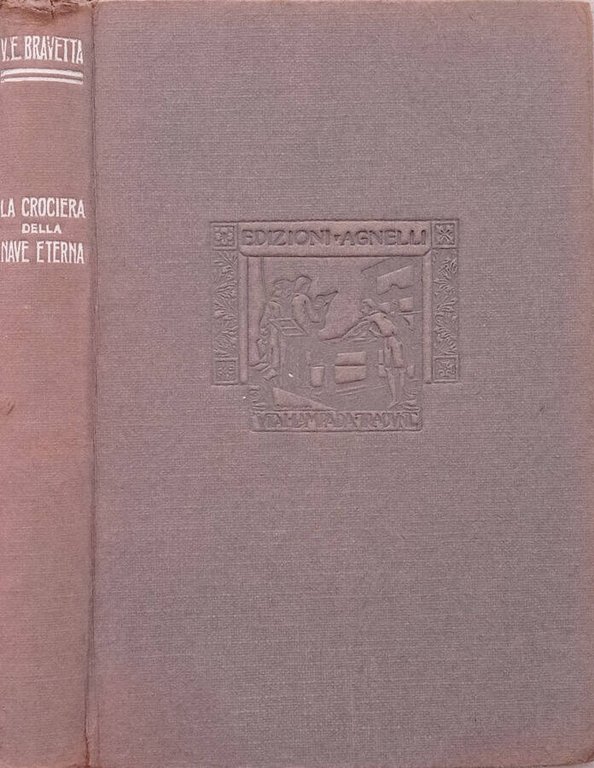 V. E. BRAVETTA
LA CROCIERA
DELLA
NAVE ETERNA
EDIZIONI · AGNELLI